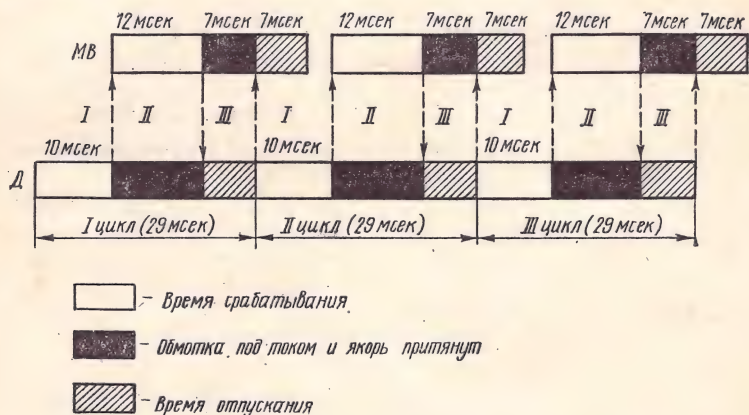 12 мсек 7мсек 7мсек 12 мсек 7мсек 7мсек 12 мсек 7мсек 7мсек
МВ
I II III I II III I II III
10 мсек 10 мсек 10 мсек
Д
I цикл (29 мсек) II цикл (29 мсек) III цикл (29 мсек)
- Время срабатывания
- Обмотка под током и якорь притянут
- Время отпускания